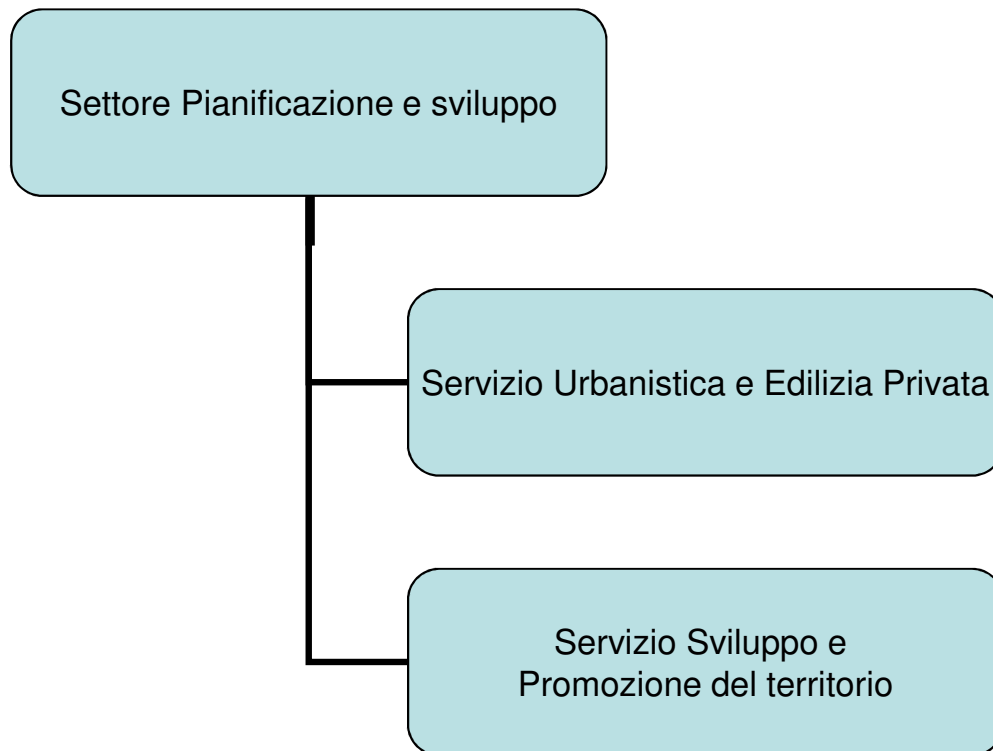 Settore Pianificazione e sviluppo
Servizio Urbanistica e Edilizia Privata
Servizio Sviluppo e
Promozione del territorio